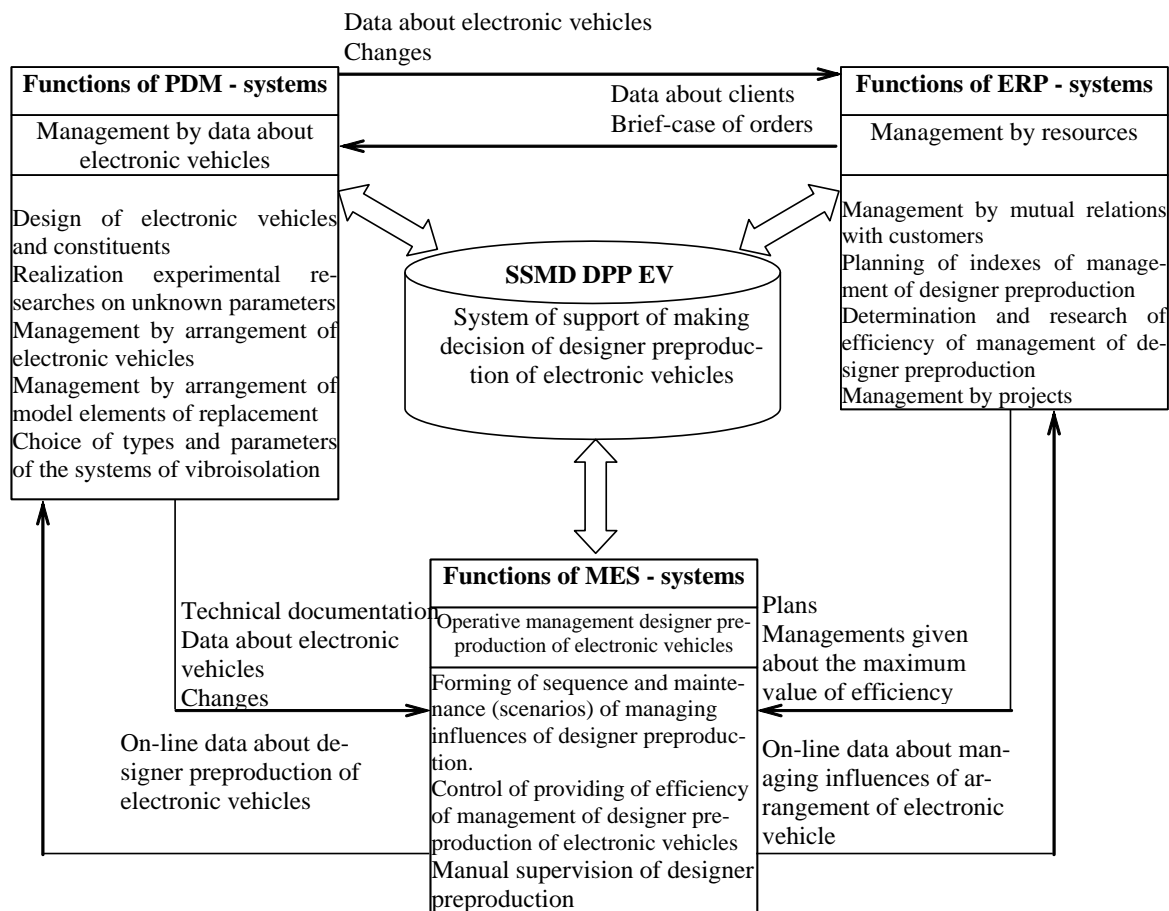 Data about electronic vehicles
Changes
Functions of PDM - systems
Management by data about
electronic vehicles
Design of electronic vehicles
and constituents
Realization experimental re-
searches on unknown parameters
Management by arrangement of
electronic vehicles
Management by arrangement of
model elements of replacement
Choice of types and parameters
of the systems of vibroisolation
Data about clients
Brief-case of orders
Functions of ERP - systems
Management by resources
Management by mutual relations
with customers
Planning of indexes of manage-
ment of designer preproduction
Determination and research of
efficiency of management of de-
signer preproduction
Management by projects
SSMD DPP EV
System of support of making
decision of designer preproduc-
tion of electronic vehicles
Technical documentation
Data about electronic
vehicles
Changes
On-line data about de-
signer preproduction of
electronic vehicles
Functions of MES - systems
Operative management designer pre-
production of electronic vehicles
Forming of sequence and mainte-
nance (scenarios) of managing
influences of designer preproduc-
tion.
Control of providing of efficiency
of management of designer pre-
production of electronic vehicles
Manual supervision of designer
preproduction
Plans
Managements given
about the maximum
value of efficiency
On-line data about man-
aging influences of ar-
rangement of electronic
vehicle